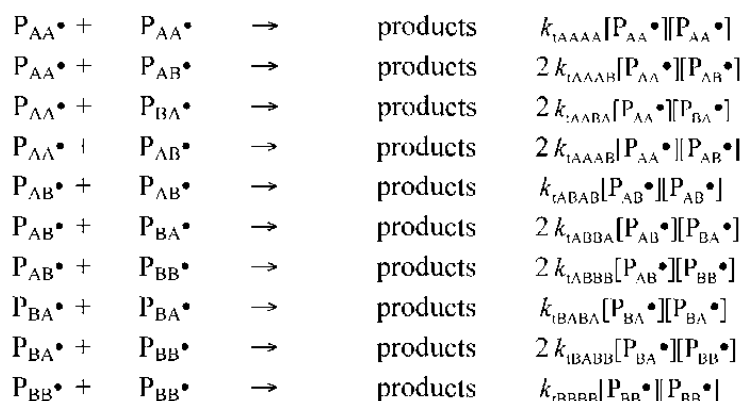 P_AA• + P_AA• → products k_tAAAA[P_AA•][P_AA•]
P_AA• + P_AB• → products 2 k_tAAAB[P_AA•][P_AB•]
P_AA• + P_BA• → products 2 k_tAABA[P_AA•][P_BA•]
P_AA• + P_AB• → products 2 k_tAAAB[P_AA•][P_AB•]
P_AB• + P_AB• → products k_tABAB[P_AB•][P_AB•]
P_AB• + P_BA• → products 2 k_tABBA[P_AB•][P_BA•]
P_AB• + P_BB• → products 2 k_tABBB[P_AB•][P_BB•]
P_BA• + P_BA• → products k_tBABA[P_BA•][P_BA•]
P_BA• + P_BB• → products 2 k_tBABB[P_BA•][P_BB•]
P_BB• + P_BB• → products k_tBBBB[P_BB•][P_BB•]